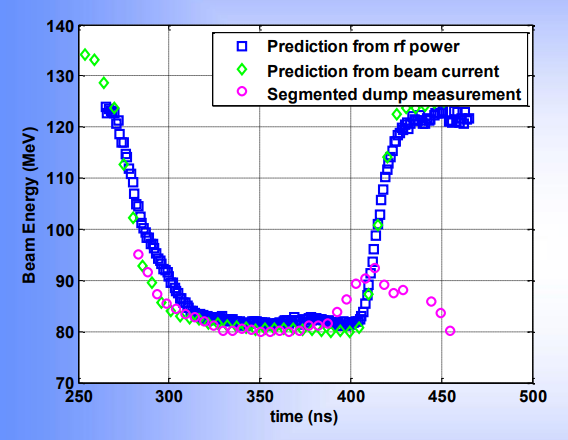 140
Prediction from rf power
130
Prediction from beam current
Segmented dump measurement
120
110
100
90
80
70
Beam Energy (MeV)
250 300 350 400 450 500
time (ns)